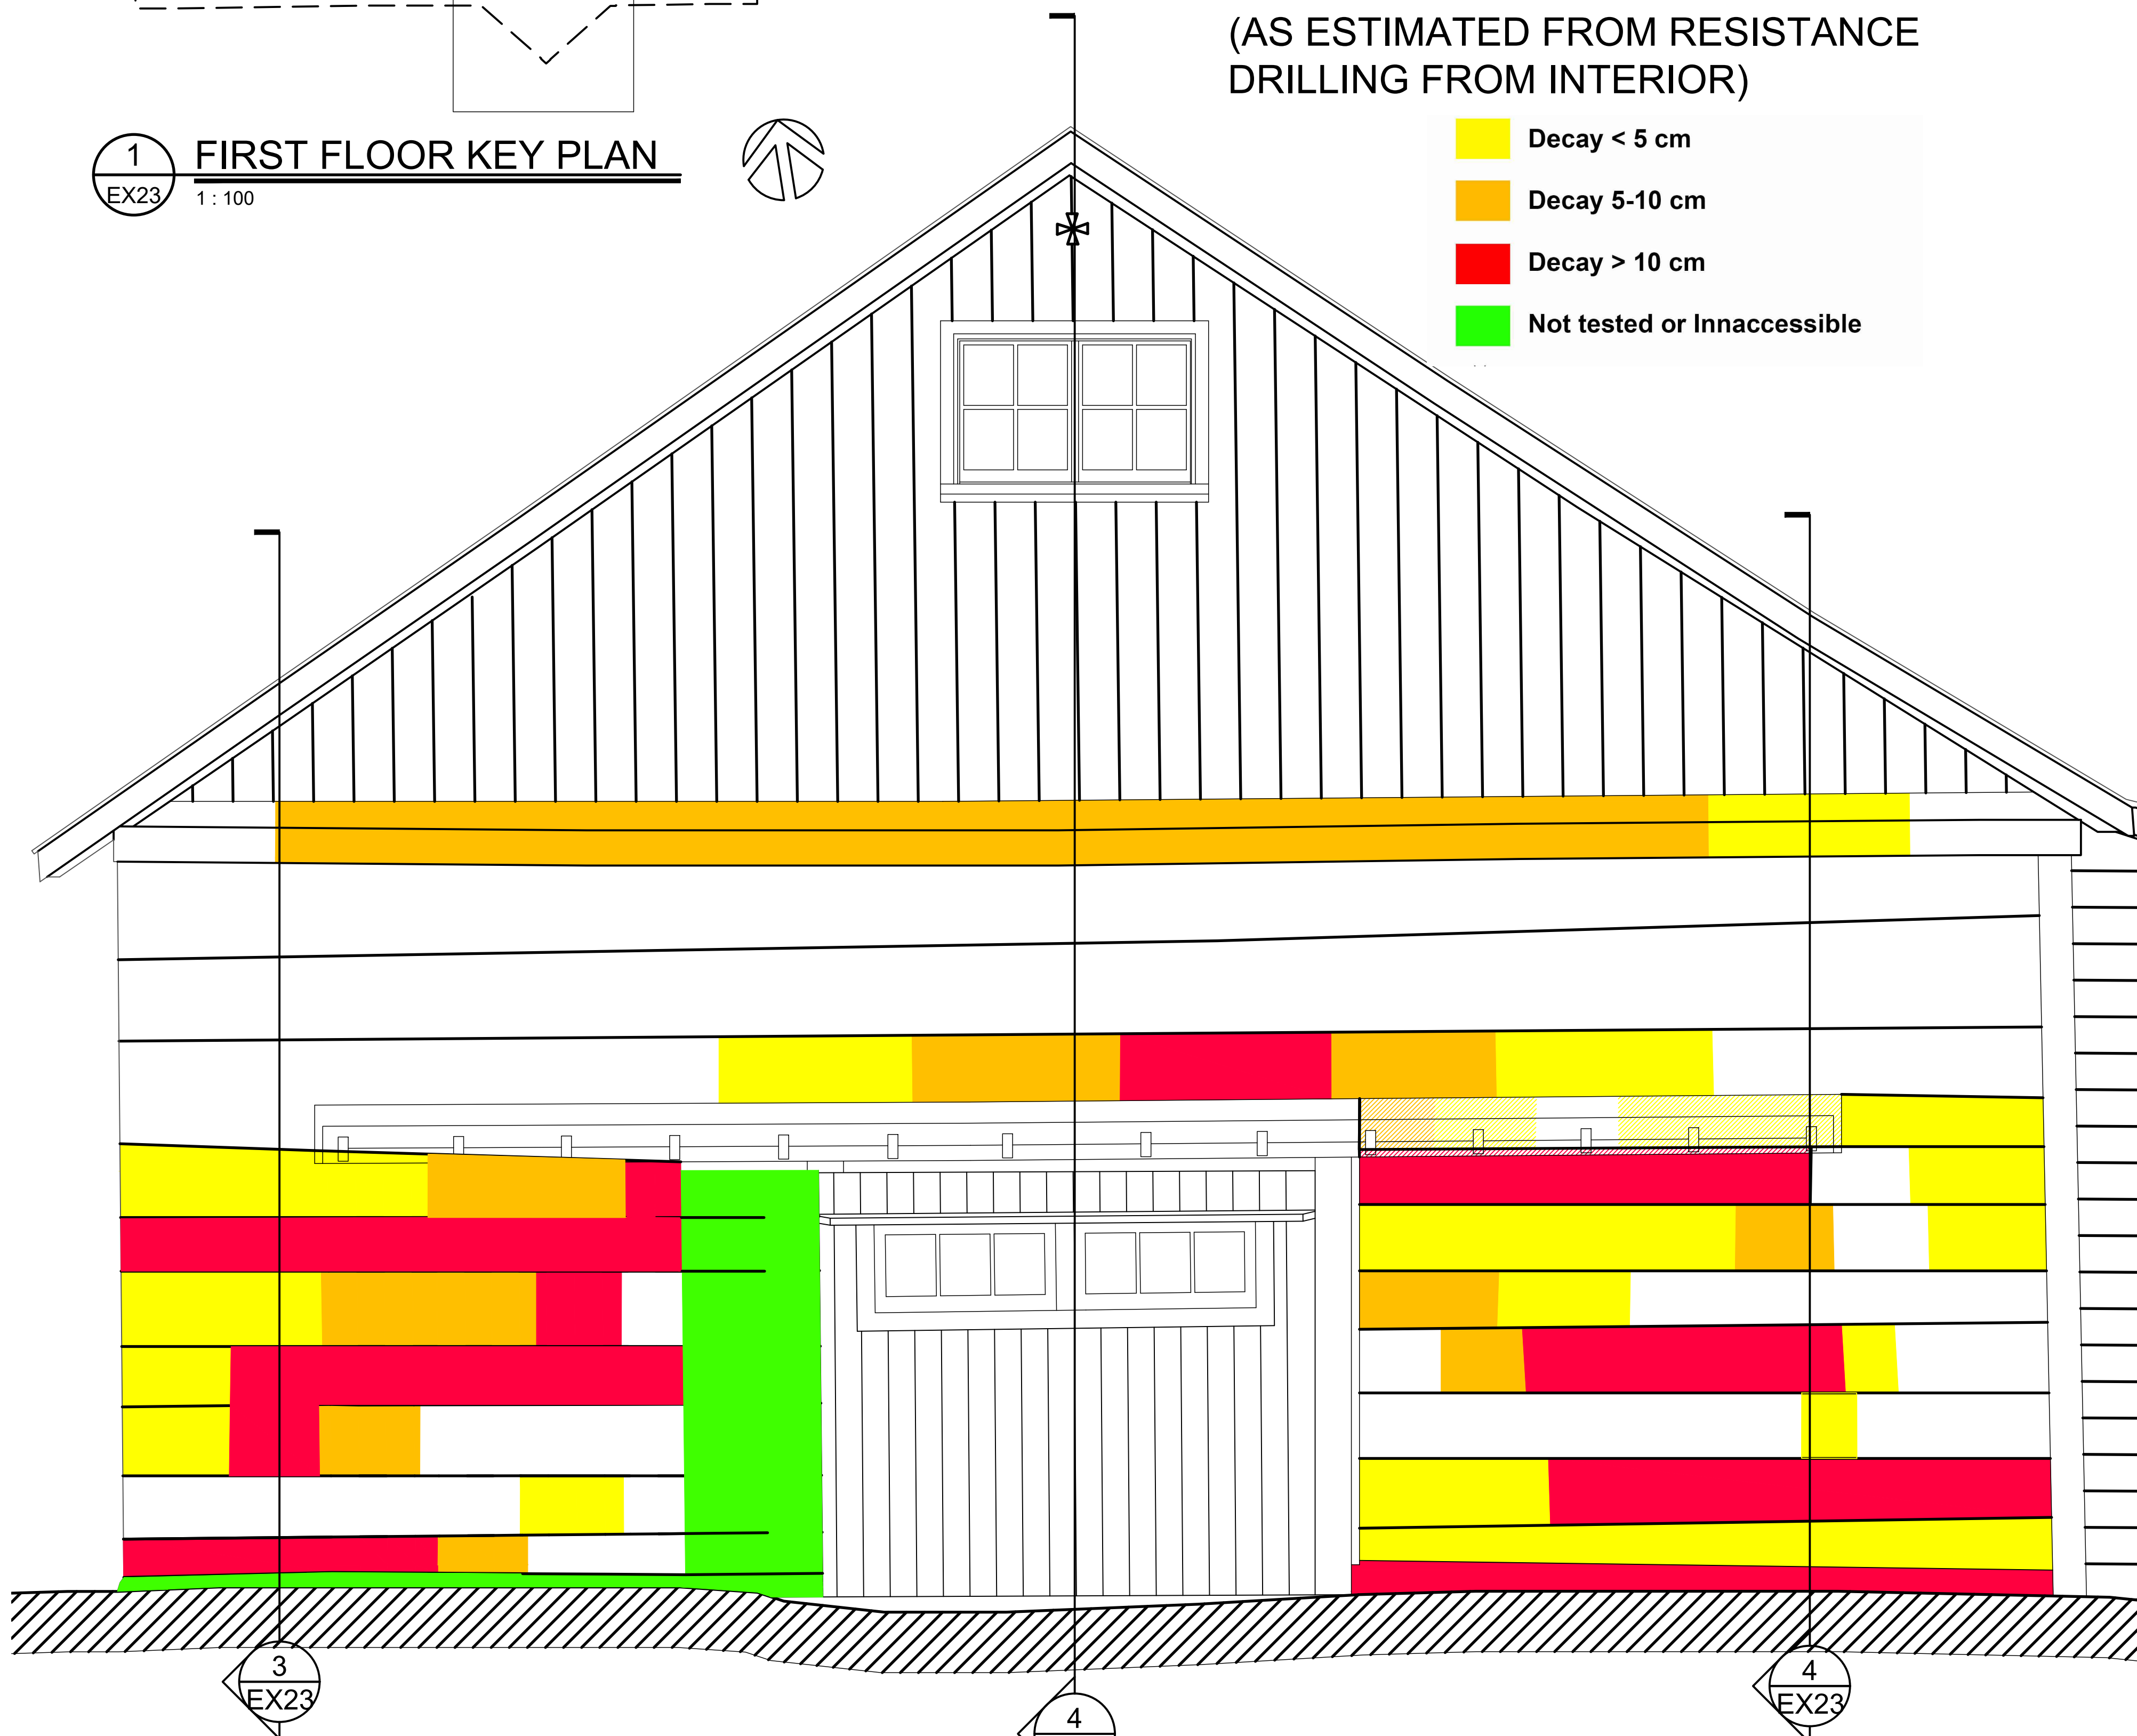 (AS ESTIMATED FROM RESISTANCE
DRILLING FROM INTERIOR)
1
EX23
FIRST FLOOR KEY PLAN
1 : 100
Decay < 5 cm
Decay 5-10 cm
Decay > 10 cm
Not tested or Innaccessible
3
EX23
4
4
EX23